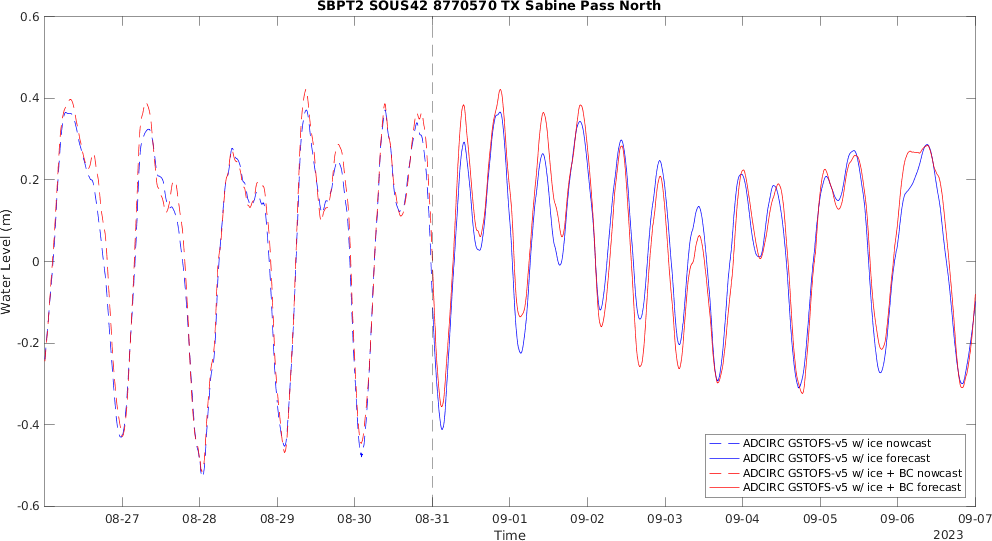 SBPT2 SOUS42 8770570 TX Sabine Pass North
0.6
0.4
0.2
0
-0.2
-0.4
-0.6
Water Level (m)
08-27
08-28
08-29
08-30
08-31
09-01
09-02
09-03
09-04
09-05
09-06
09-07
Time
2023
ADCIRC GSTOFS-v5 w/ ice nowcast
ADCIRC GSTOFS-v5 w/ ice forecast
ADCIRC GSTOFS-v5 w/ ice + BC nowcast
ADCIRC GSTOFS-v5 w/ ice + BC forecast